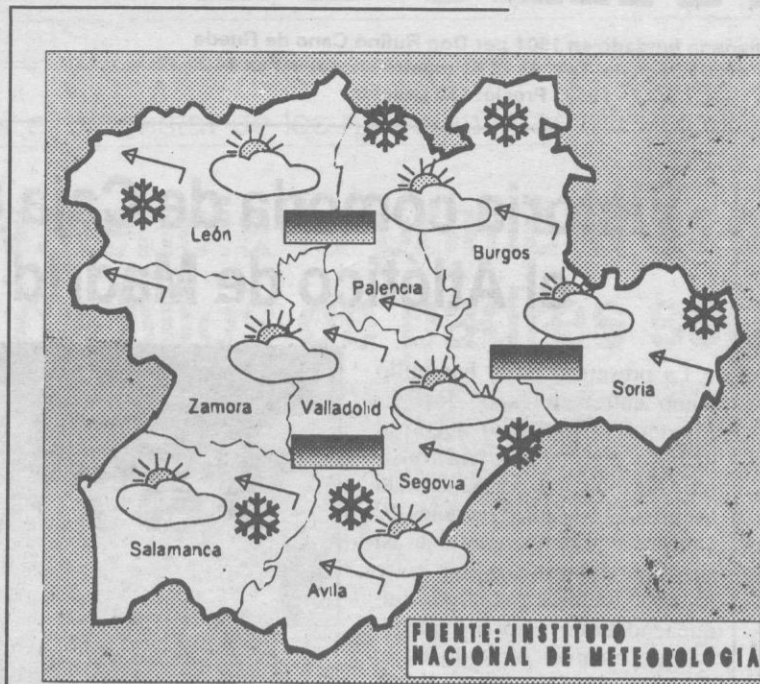 León
Burgos
Palencia
Soria
Zamora
Valladolid
Segovia
Salamanca
Avila
FUENTE: INSTITUTO
NACIONAL DE METEOROLOGIA